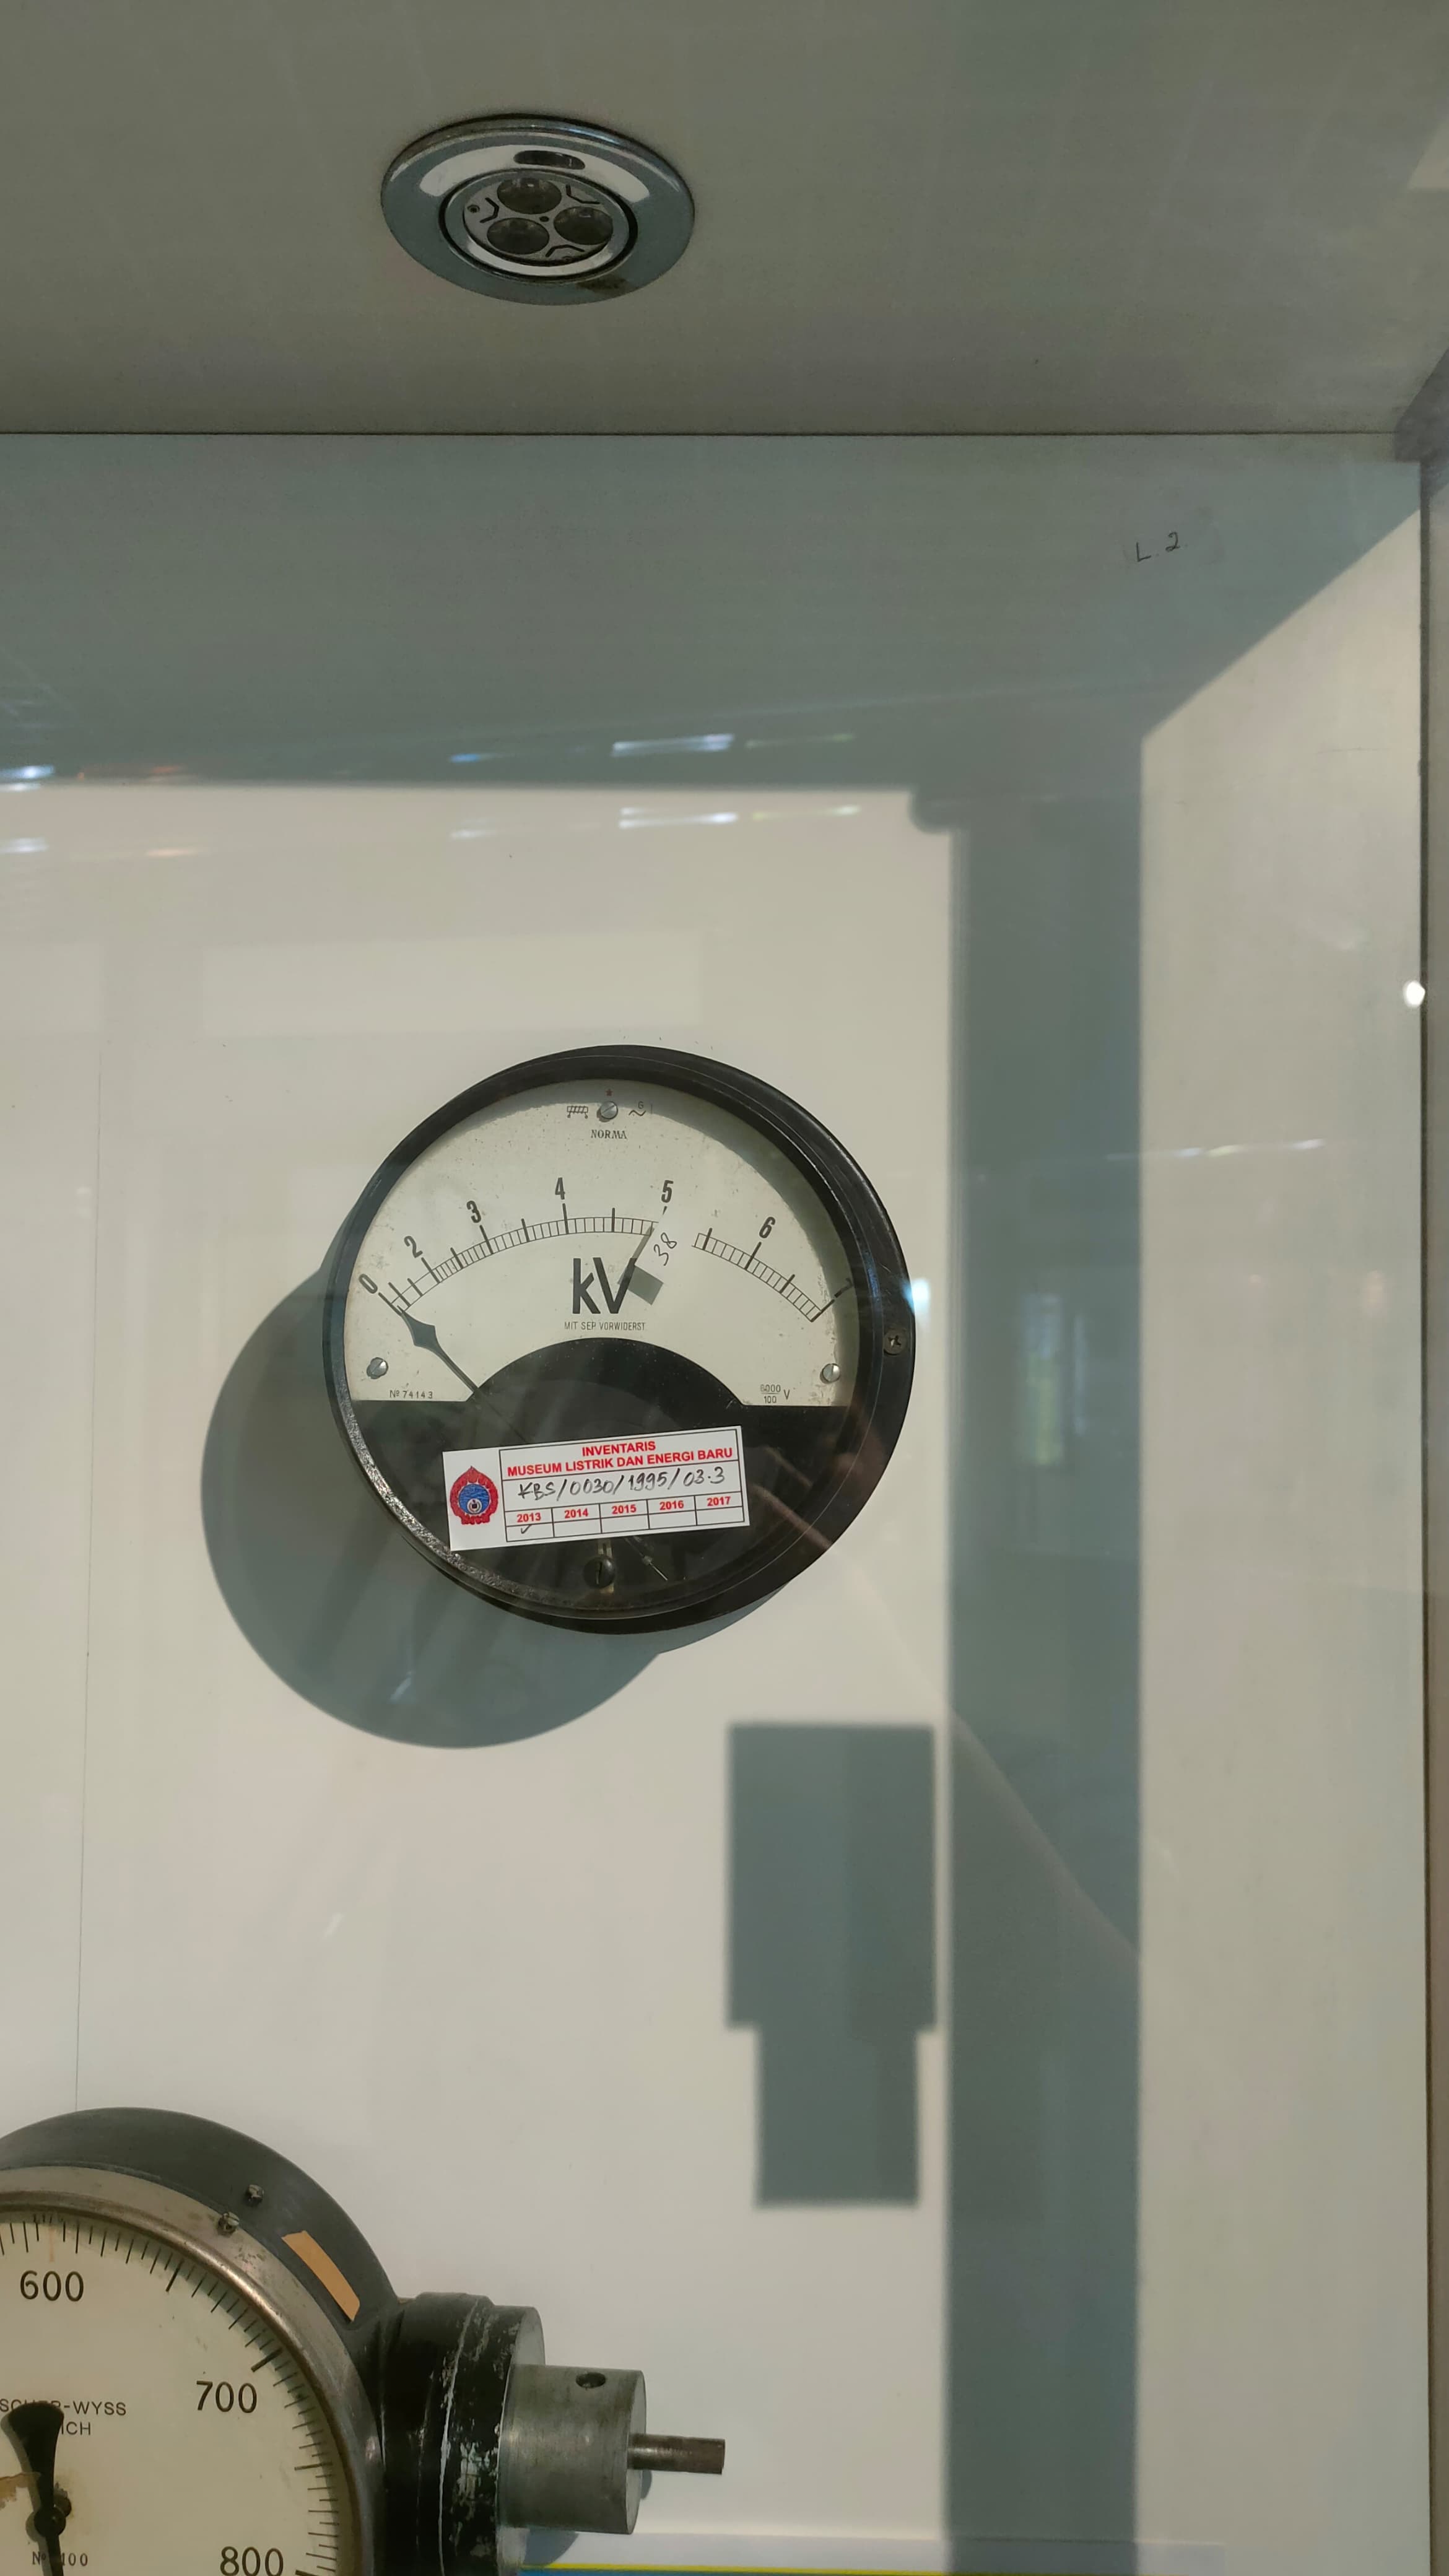 L. 2.
NORMA
0 2 3 4 5 6
38
kV
MIT SEP. VORWIDERST
№ 74143
6000
100 V
INVENTARIS
MUSEUM LISTRIK DAN ENERGI BARU
KBS/0030/1995/03.3
2013 2014 2015 2016 2017
600
700
-WYSS
800